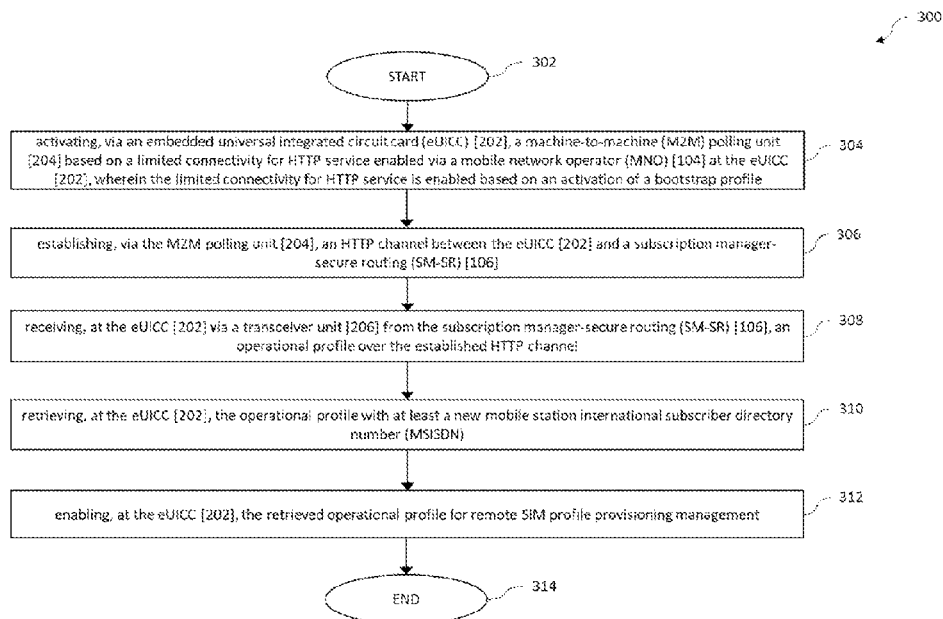 300
START
302
activating, via an embedded universal integrated circuit card (eUICC) [202], a machine-to-machine (M2M) polling unit
[204] based on a limited connectivity for HTTP service enabled via a mobile network operator (MNO) [104] at the eUICC
[202], wherein the limited connectivity for HTTP service is enabled based on an activation of a bootstrap profile
304
establishing, via the M2M polling unit [204], an HTTP channel between the eUICC [202] and a subscription manager-
secure routing (SM-SR) [106]
306
receiving, at the eUICC [202] via a transceiver unit [206] from the subscription manager-secure routing (SM-SR) [106], an
operational profile over the established HTTP channel
308
retrieving, at the eUICC [202], the operational profile with at least a new mobile station international subscriber directory
number (MSISDN)
310
enabling, at the eUICC [202], the retrieved operational profile for remote SIM profile provisioning management
312
END
314